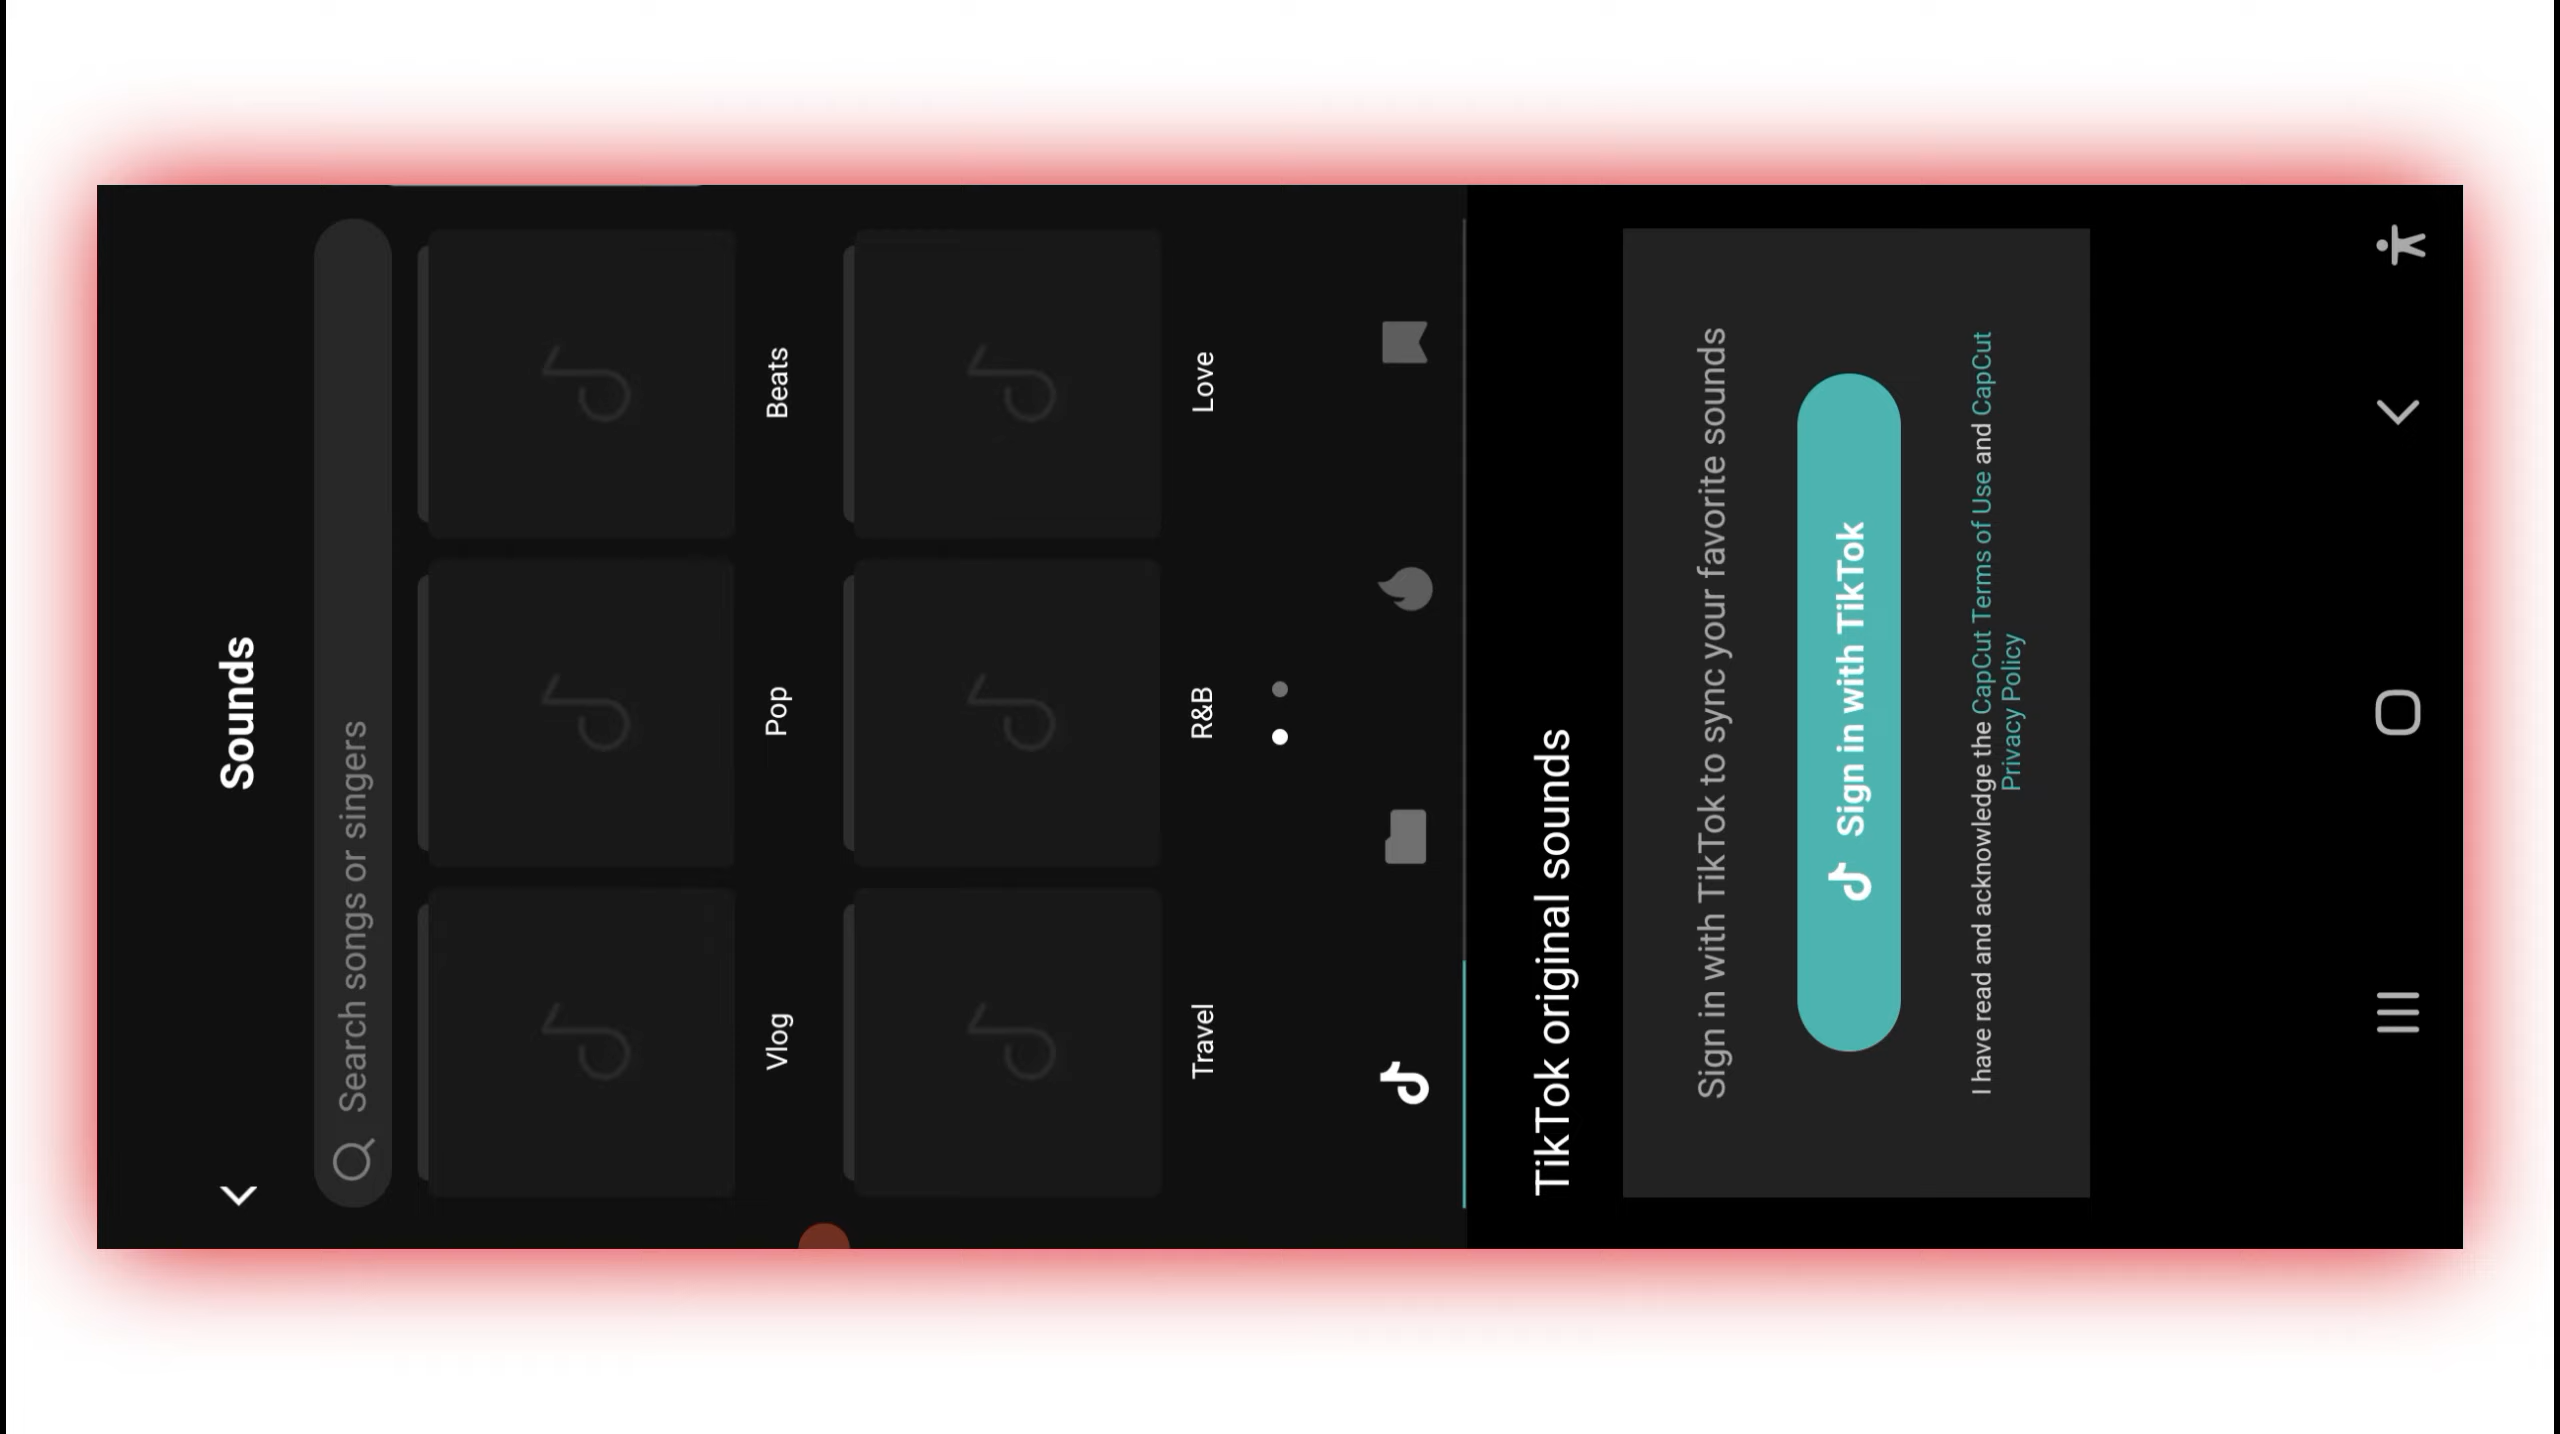 Sounds
Search songs or singers
Vlog
Pop
Beats
Travel
R&B
Love
TikTok original sounds
Sign in with TikTok to sync your favorite sounds
Sign in with TikTok
I have read and acknowledge the CapCut Terms of Use and CapCut
Privacy Policy